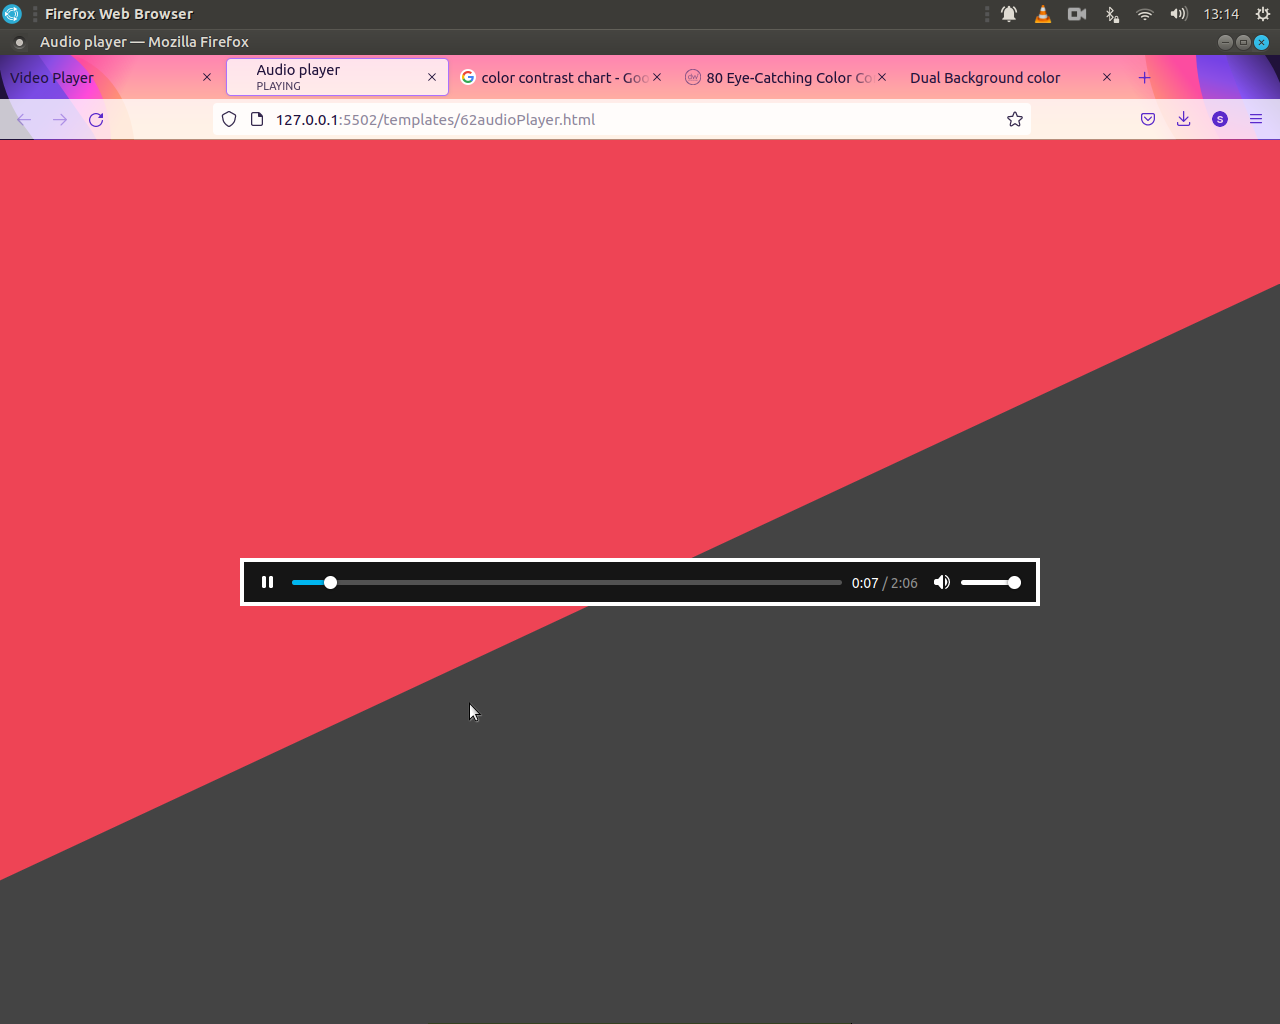 Firefox Web Browser
13:14
Audio player — Mozilla Firefox
Video Player
Audio player
PLAYING
color contrast chart - Goo
80 Eye-Catching Color Co
Dual Background color
127.0.0.1:5502/templates/62audioPlayer.html
S
0:07 / 2:06